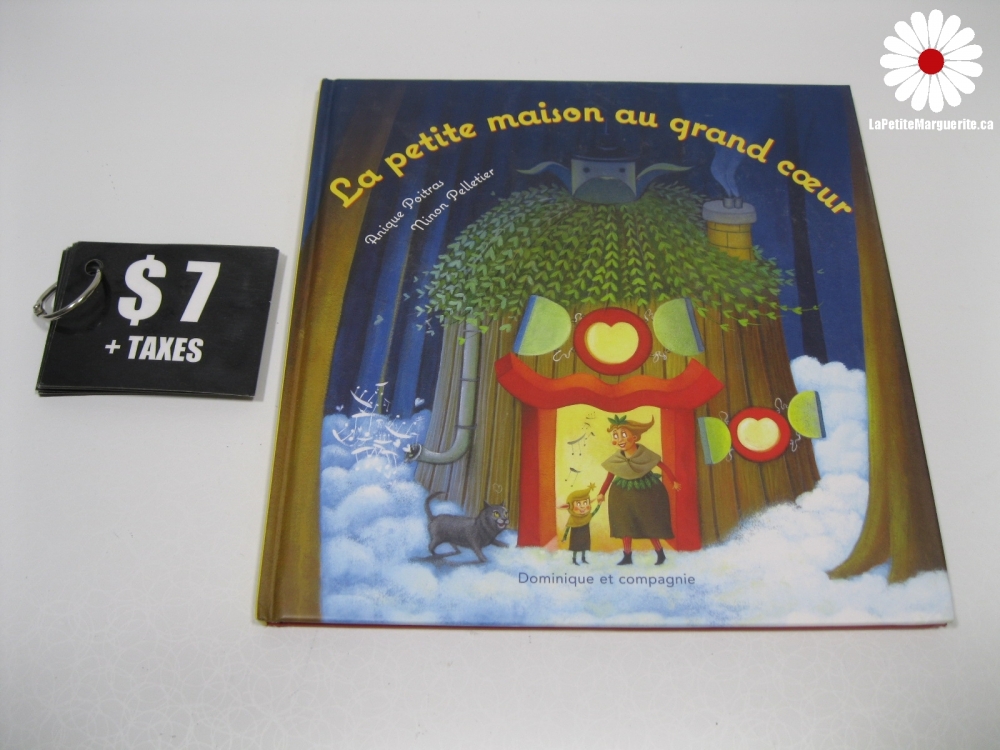 LaPetiteMarguerite.ca
La petite maison au grand cœur
Anique Poitras
Ninon Pelletier
$7
+ TAXES
Dominique et compagnie